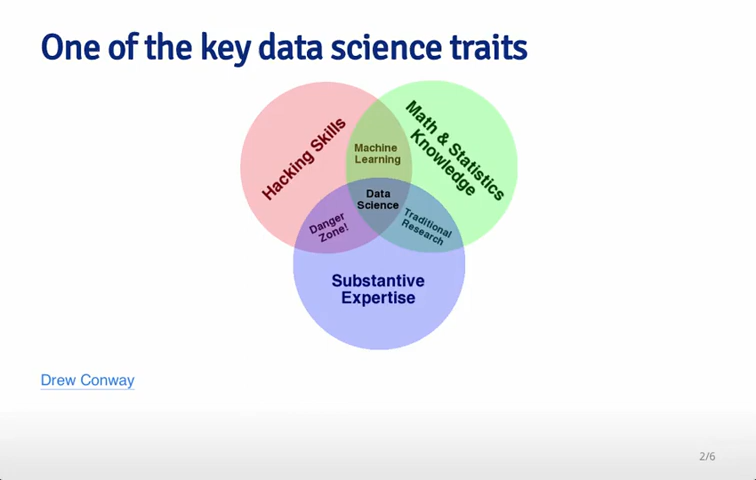 One of the key data science traits
Hacking Skills
Math & Statistics
Knowledge
Machine
Learning
Data
Science
Danger
Zone!
Traditional
Research
Substantive
Expertise
Drew Conway
2/6